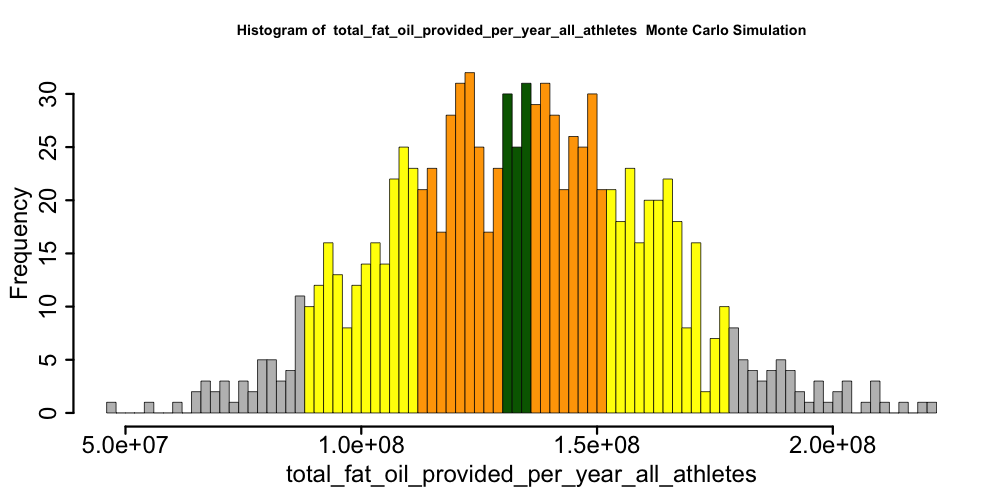 Histogram of  total_fat_oil_provided_per_year_all_athletes  Monte Carlo Simulation
30
25
20
15
10
5
0
Frequency
5.0e+07 1.0e+08 1.5e+08 2.0e+08
total_fat_oil_provided_per_year_all_athletes